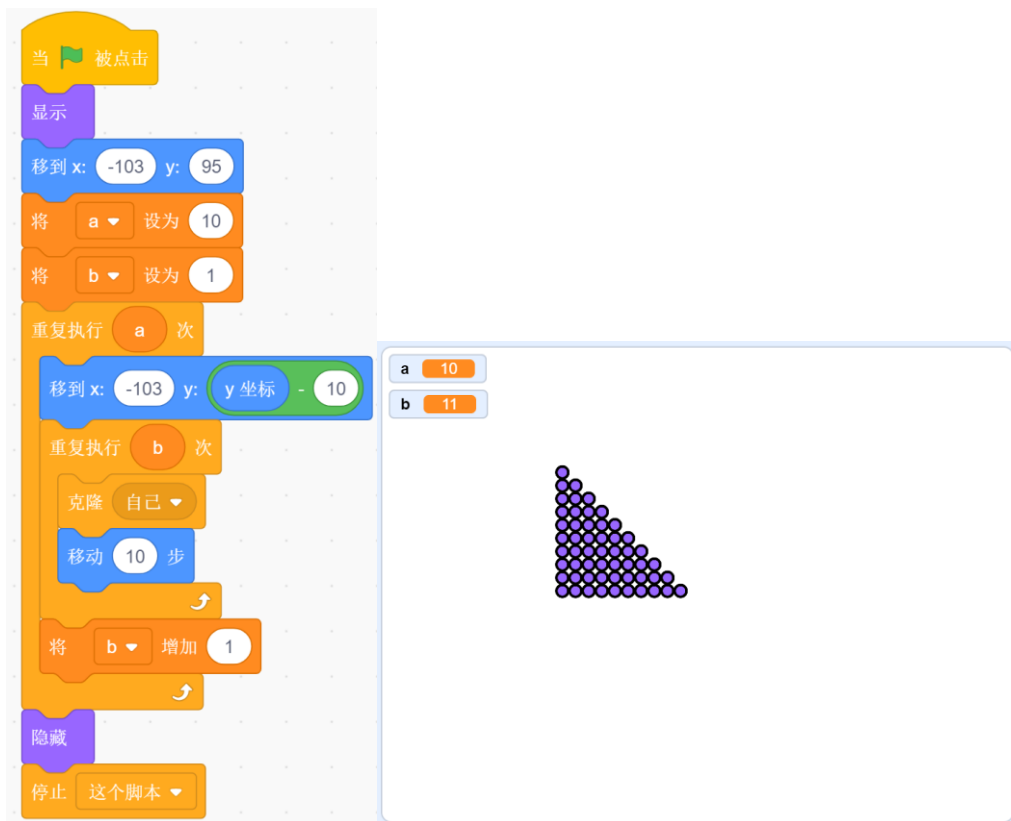 当 被点击
显示
移到 x: -103 y: 95
将 a 设为 10
将 b 设为 1
重复执行 a 次
移到 x: -103 y: y 坐标 - 10
重复执行 b 次
克隆 自己
移动 10 步
将 b 增加 1
隐藏
停止 这个脚本
a 10
b 11